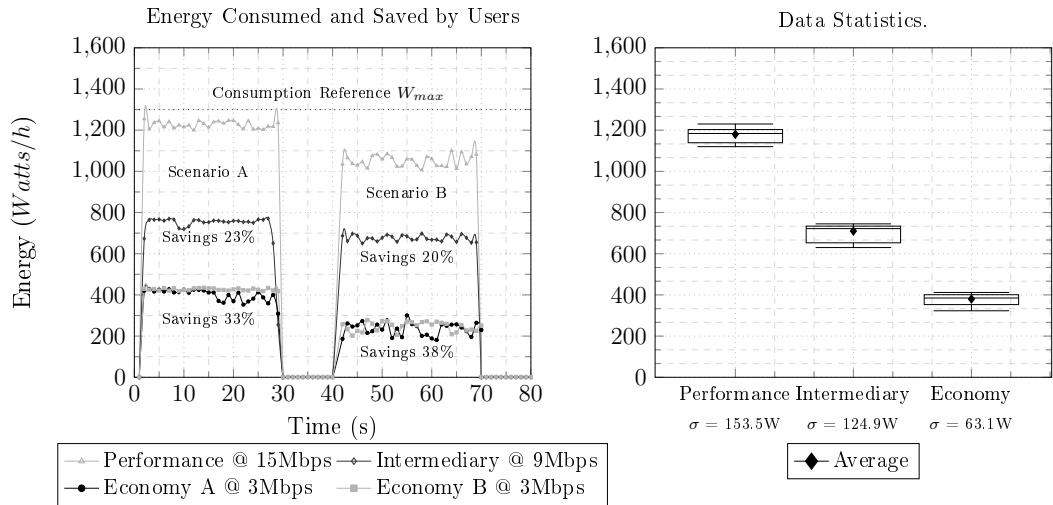 Energy Consumed and Saved by Users
Energy (Watts/h)
1,600
1,400
1,200
1,000
800
600
400
200
0
Consumption Reference Wmax
Scenario A
Scenario B
Savings 23%
Savings 20%
Savings 33%
Savings 38%
0 10 20 30 40 50 60 70 80
Time (s)
Performance @ 15Mbps
Intermediary @ 9Mbps
Economy A @ 3Mbps
Economy B @ 3Mbps
Data Statistics.
1,600
1,400
1,200
1,000
800
600
400
200
0
Performance Intermediary Economy
σ = 153.5W σ = 124.9W σ = 63.1W
Average